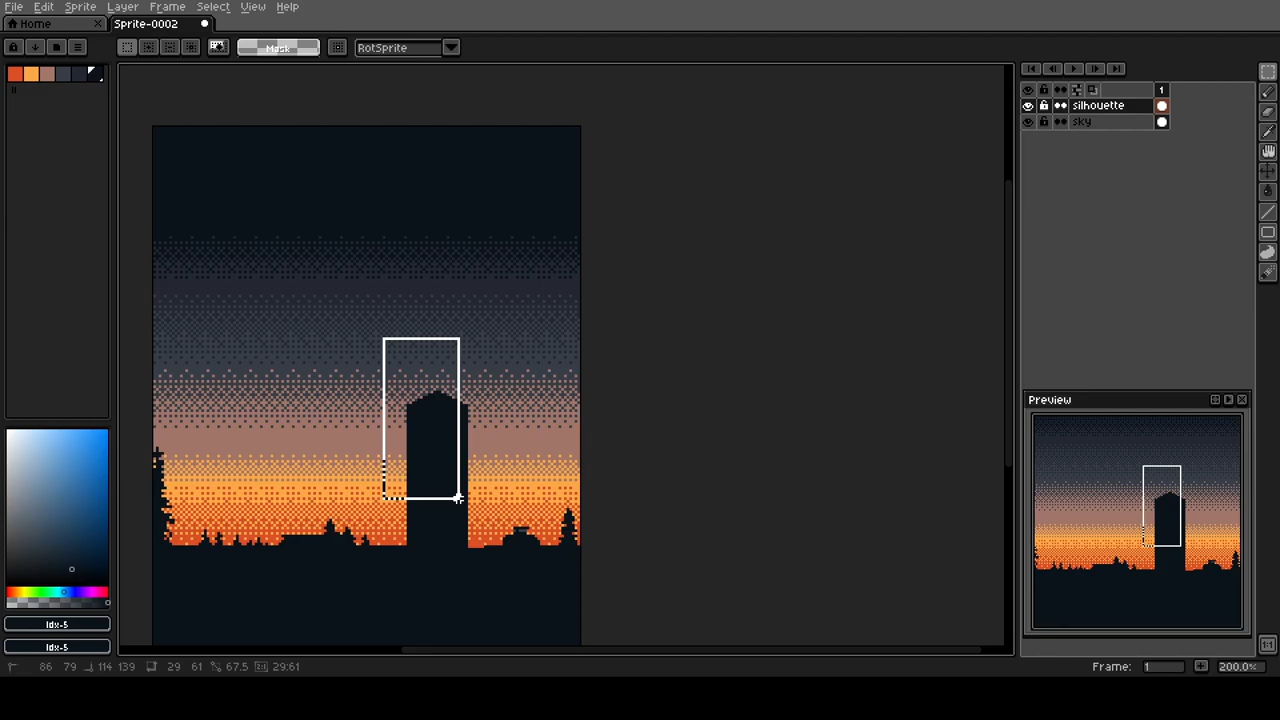 File Edit Sprite Layer Frame Select View Help
Home Sprite-0002
Mask RotSprite
1
silhouette
sky
Preview
Idx-5
Idx-5
86 79 114 139 29 61 67.5 29:61 Frame: 1 200.0%